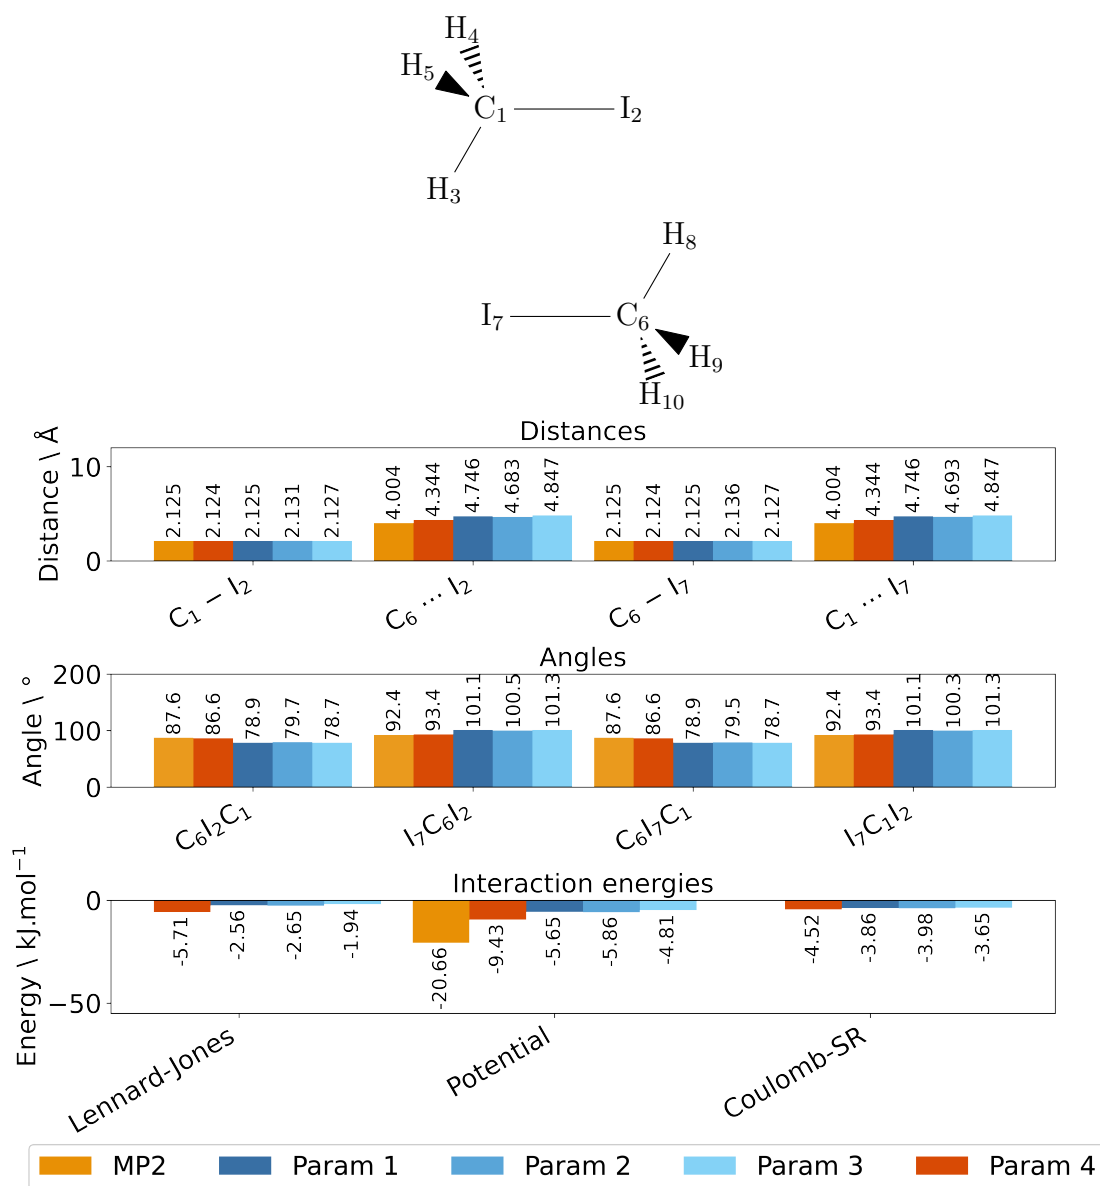 H₄
H₅
C₁ I₂
H₃
H₈
I₇ C₆
H₉
H₁₀
Distances
Distance \ Å
10
0
2.125 2.124 2.125 2.131 2.127
4.004 4.344 4.746 4.683 4.847
2.125 2.124 2.125 2.136 2.127
4.004 4.344 4.746 4.693 4.847
C₁ − I₂ C₆ ⋯ I₂ C₆ − I₇ C₁ ⋯ I₇
Angles
Angle \ °
200
100
0
87.6 86.6 78.9 79.7 78.7
92.4 93.4 101.1 100.5 101.3
87.6 86.6 78.9 79.5 78.7
92.4 93.4 101.1 100.3 101.3
C₆I₂C₁ I₇C₆I₂ C₆I₇C₁ I₇C₁I₂
Interaction energies
Energy \ kJ.mol⁻¹
0
−50
-5.71 -2.56 -2.65 -1.94
-20.66 -9.43 -5.65 -5.86 -4.81
-4.52 -3.86 -3.98 -3.65
Lennard-Jones Potential Coulomb-SR
MP2 Param 1 Param 2 Param 3 Param 4